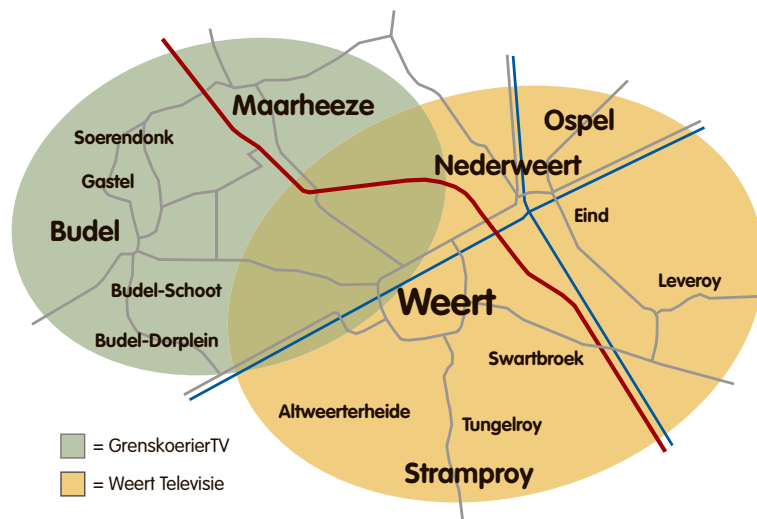 Maarheeze
Ospel
Soerendonk
Nederweert
Gastel
Eind
Budel
Leveroy
Budel-Schoot
Weert
Budel-Dorplein
Swartbroek
Altweerterheide
Tungelroy
Stramproy
= GrenskoerierTV
= Weert Televisie